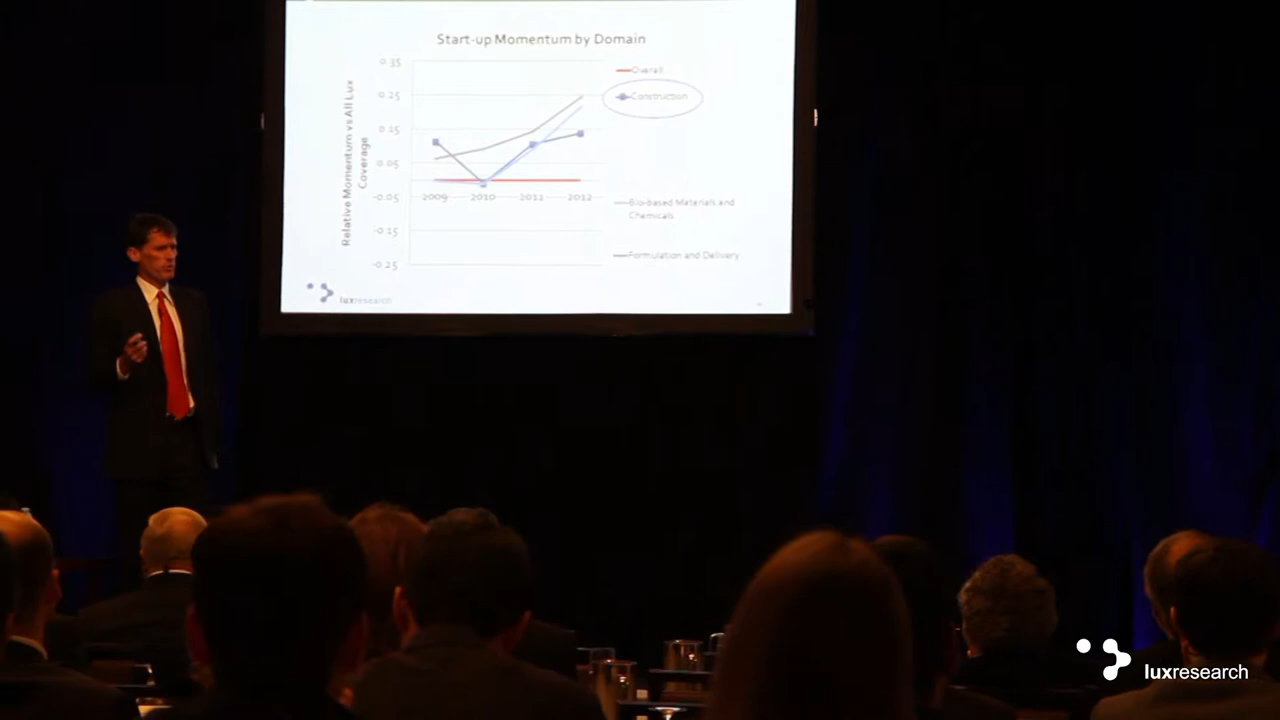 Start-up Momentum by Domain
Relative Momentum vs All Lux
Coverage
0.35
0.25
0.15
0.05
-0.05
-0.15
-0.25
2009 2010 2011 2012
Overall
Construction
Bio-based Materials and
Chemicals
Formulation and Delivery
luxresearch
luxresearch